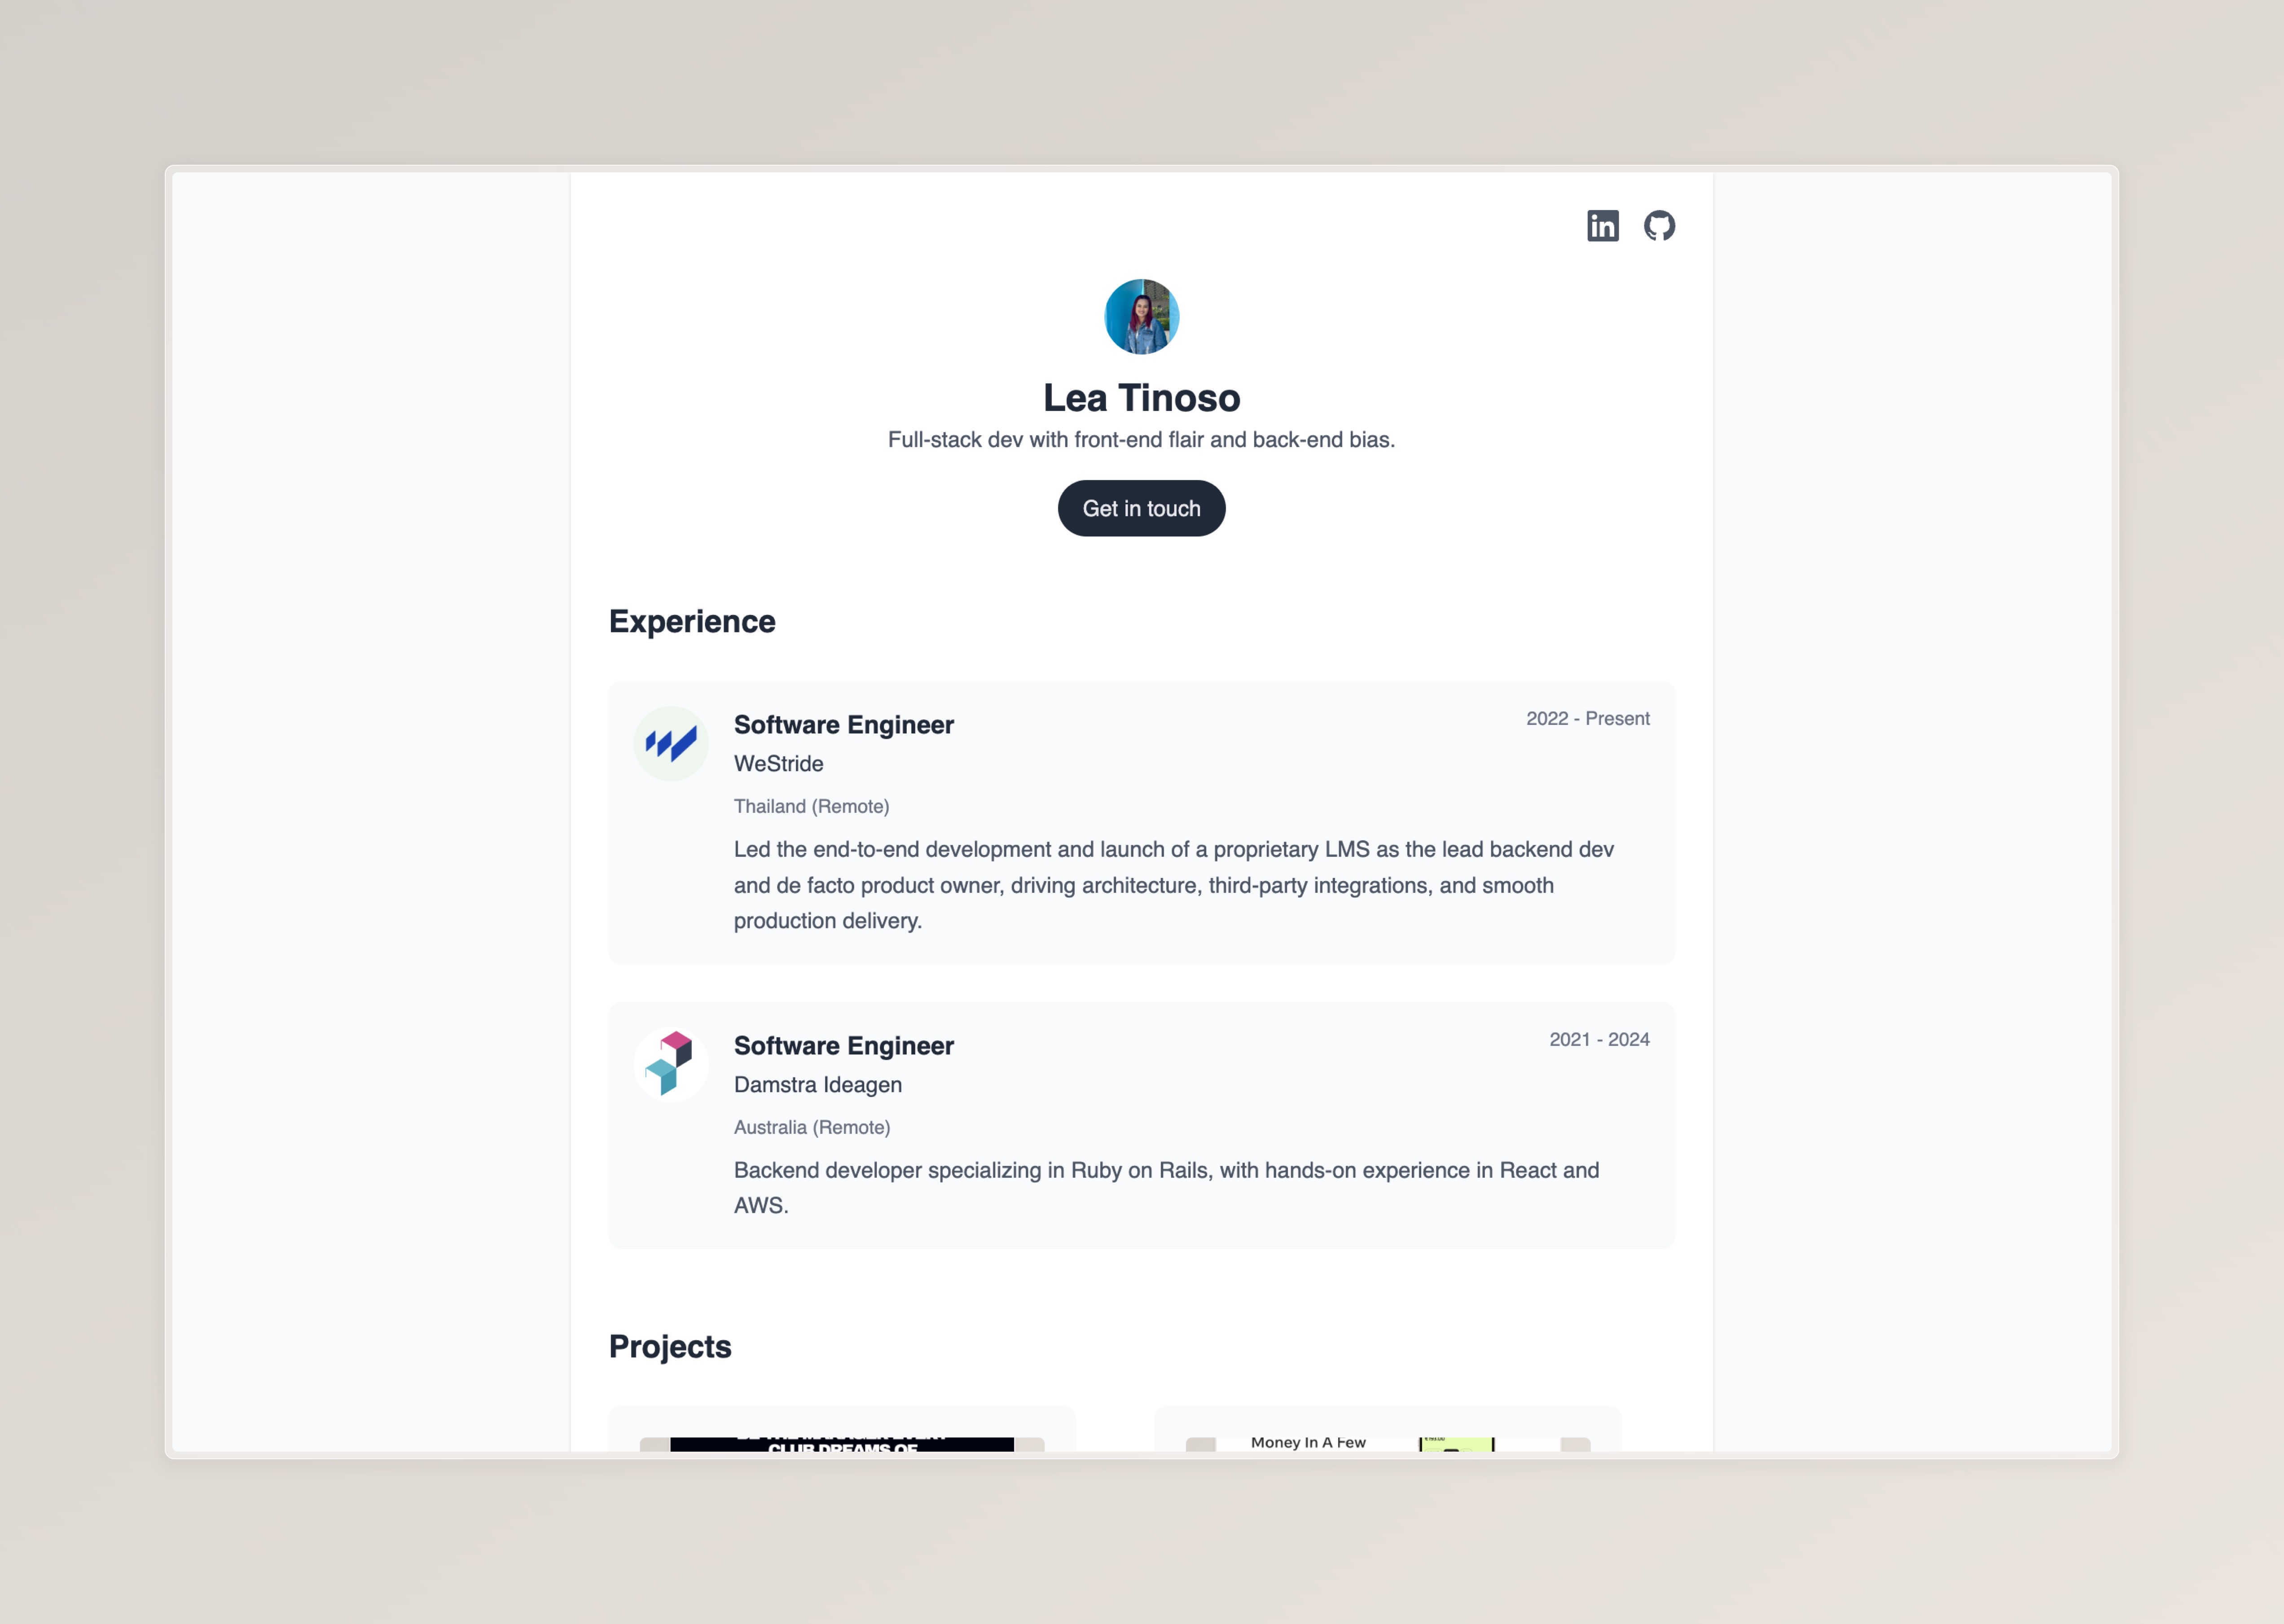 in
Lea Tinoso
Full-stack dev with front-end flair and back-end bias.
Get in touch
Experience
Software Engineer
2022 - Present
WeStride
Thailand (Remote)
Led the end-to-end development and launch of a proprietary LMS as the lead backend dev
and de facto product owner, driving architecture, third-party integrations, and smooth
production delivery.
Software Engineer
2021 - 2024
Damstra Ideagen
Australia (Remote)
Backend developer specializing in Ruby on Rails, with hands-on experience in React and
AWS.
Projects
CLUB DREAMS OF
Money In A Few